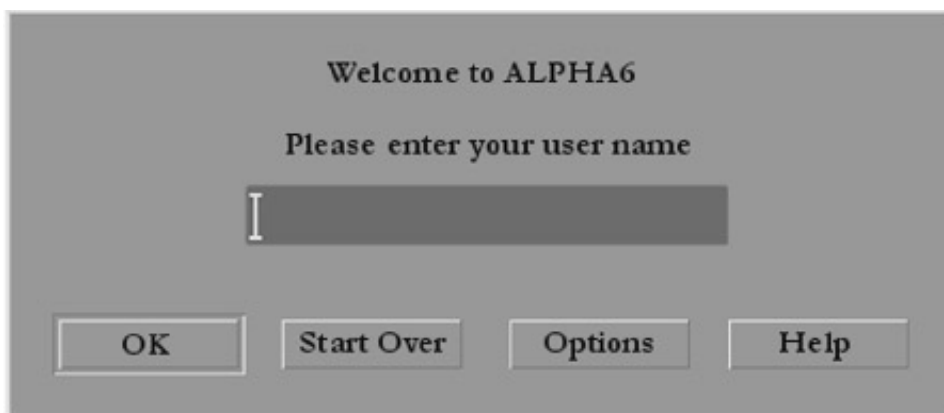 Welcome to ALPHA6
Please enter your user name
OK Start Over Options Help